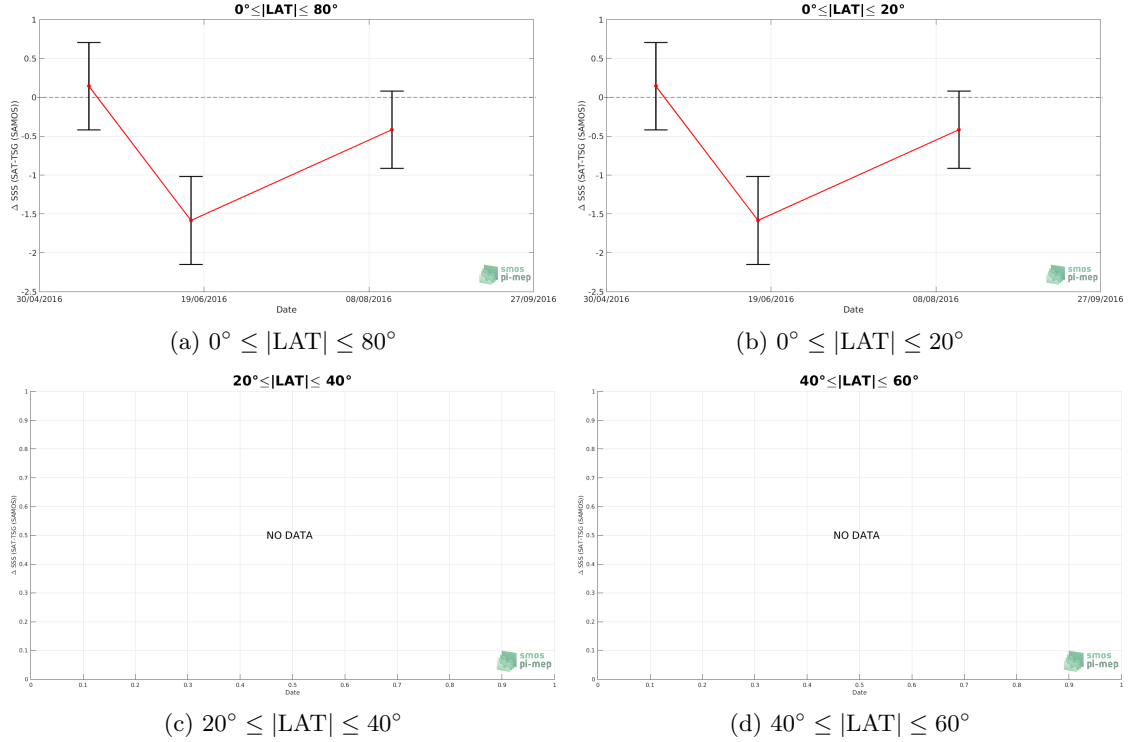 0°≤|LAT|≤ 80°
1
0.5
0
-0.5
-1
-1.5
-2
-2.5
Δ SSS (SAT-TSG (SAMOS))
30/04/2016 19/06/2016 08/08/2016 27/09/2016
Date
smos
pi-mep
(a) 0° ≤ |LAT| ≤ 80°
0°≤|LAT|≤ 20°
1
0.5
0
-0.5
-1
-1.5
-2
-2.5
Δ SSS (SAT-TSG (SAMOS))
30/04/2016 19/06/2016 08/08/2016 27/09/2016
Date
smos
pi-mep
(b) 0° ≤ |LAT| ≤ 20°
20°≤|LAT|≤ 40°
1
0.9
0.8
0.7
0.6
0.5
0.4
0.3
0.2
0.1
0
Δ SSS (SAT-TSG (SAMOS))
NO DATA
0 0.1 0.2 0.3 0.4 0.5 0.6 0.7 0.8 0.9 1
Date
smos
pi-mep
(c) 20° ≤ |LAT| ≤ 40°
40°≤|LAT|≤ 60°
1
0.9
0.8
0.7
0.6
0.5
0.4
0.3
0.2
0.1
0
Δ SSS (SAT-TSG (SAMOS))
NO DATA
0 0.1 0.2 0.3 0.4 0.5 0.6 0.7 0.8 0.9 1
Date
smos
pi-mep
(d) 40° ≤ |LAT| ≤ 60°